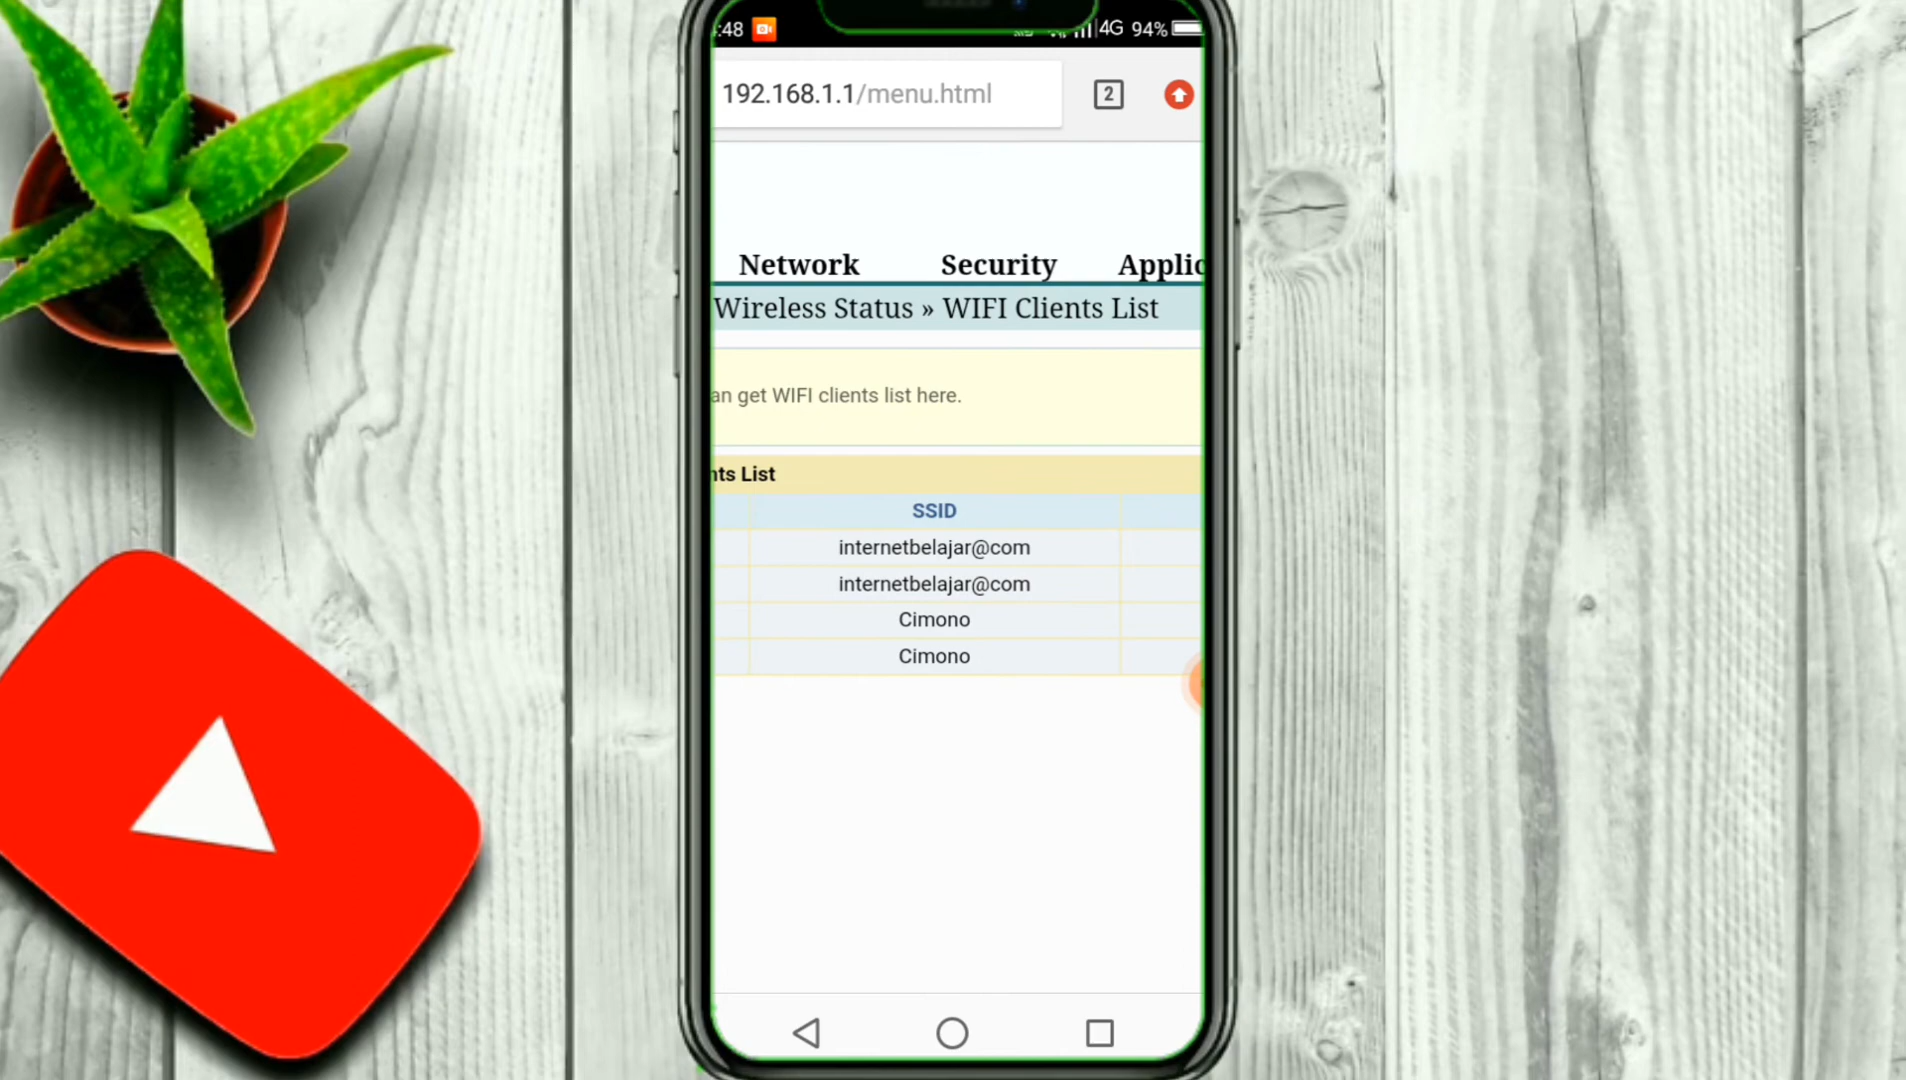 :48 4G 94%
192.168.1.1/menu.html 2
Network Security Applic
Wireless Status » WIFI Clients List
an get WIFI clients list here.
nts List
SSID
internetbelajar@com
internetbelajar@com
Cimono
Cimono